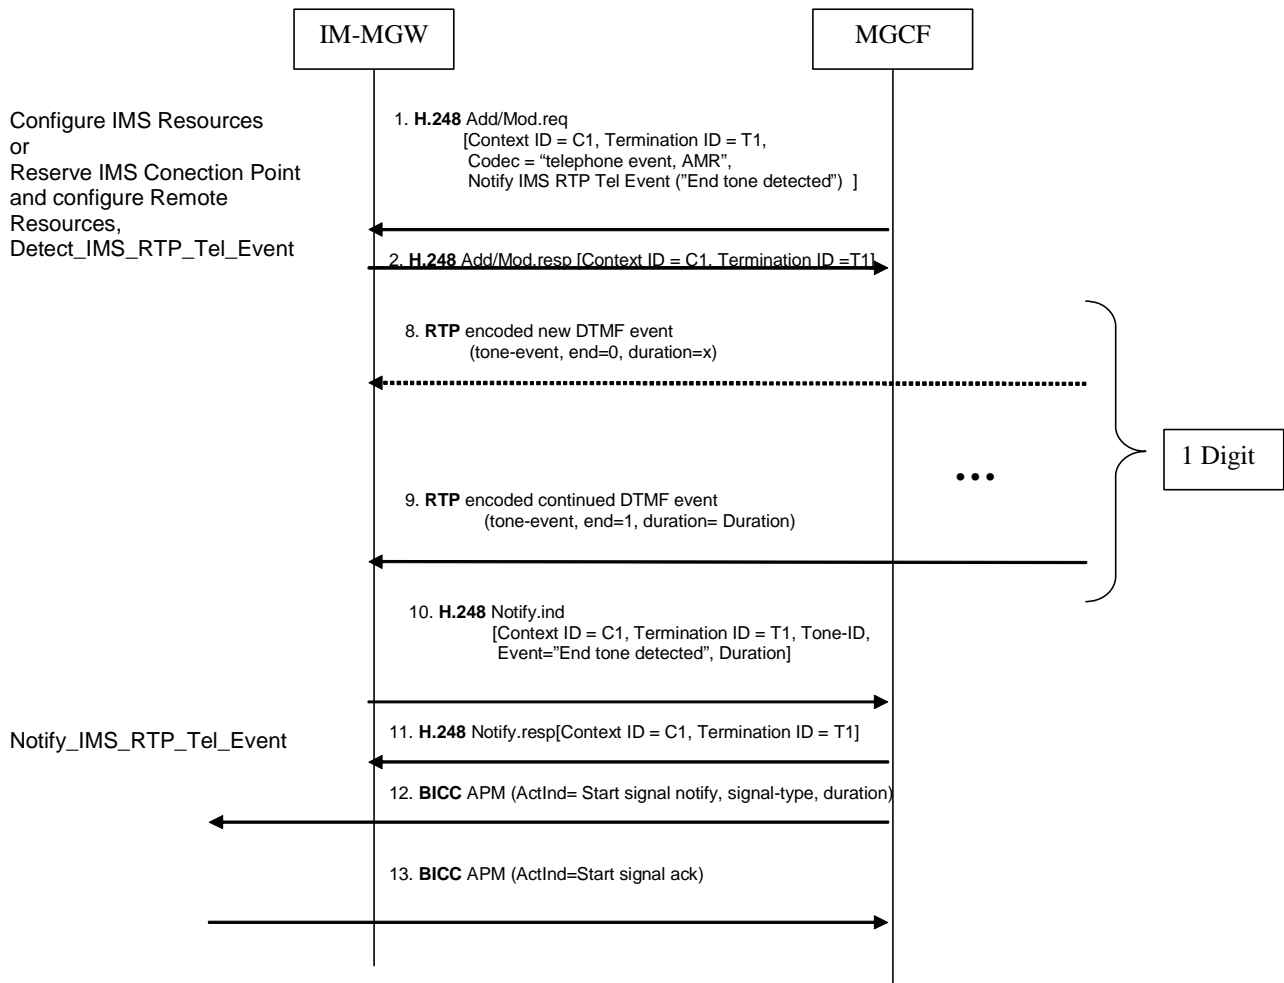 IM-MGW
MGCF
Configure IMS Resources
or
Reserve IMS Conection Point
and configure Remote
Resources,
Detect_IMS_RTP_Tel_Event
1. H.248 Add/Mod.req
[Context ID = C1, Termination ID = T1,
Codec = “telephone event, AMR”,
Notify IMS RTP Tel Event (”End tone detected”) ]
2. H.248 Add/Mod.resp [Context ID = C1, Termination ID =T1]
8. RTP encoded new DTMF event
(tone-event, end=0, duration=x)
1 Digit
...
9. RTP encoded continued DTMF event
(tone-event, end=1, duration= Duration)
10. H.248 Notify.ind
[Context ID = C1, Termination ID = T1, Tone-ID,
Event=”End tone detected”, Duration]
Notify_IMS_RTP_Tel_Event
11. H.248 Notify.resp[Context ID = C1, Termination ID = T1]
12. BICC APM (ActInd= Start signal notify, signal-type, duration)
13. BICC APM (ActInd=Start signal ack)